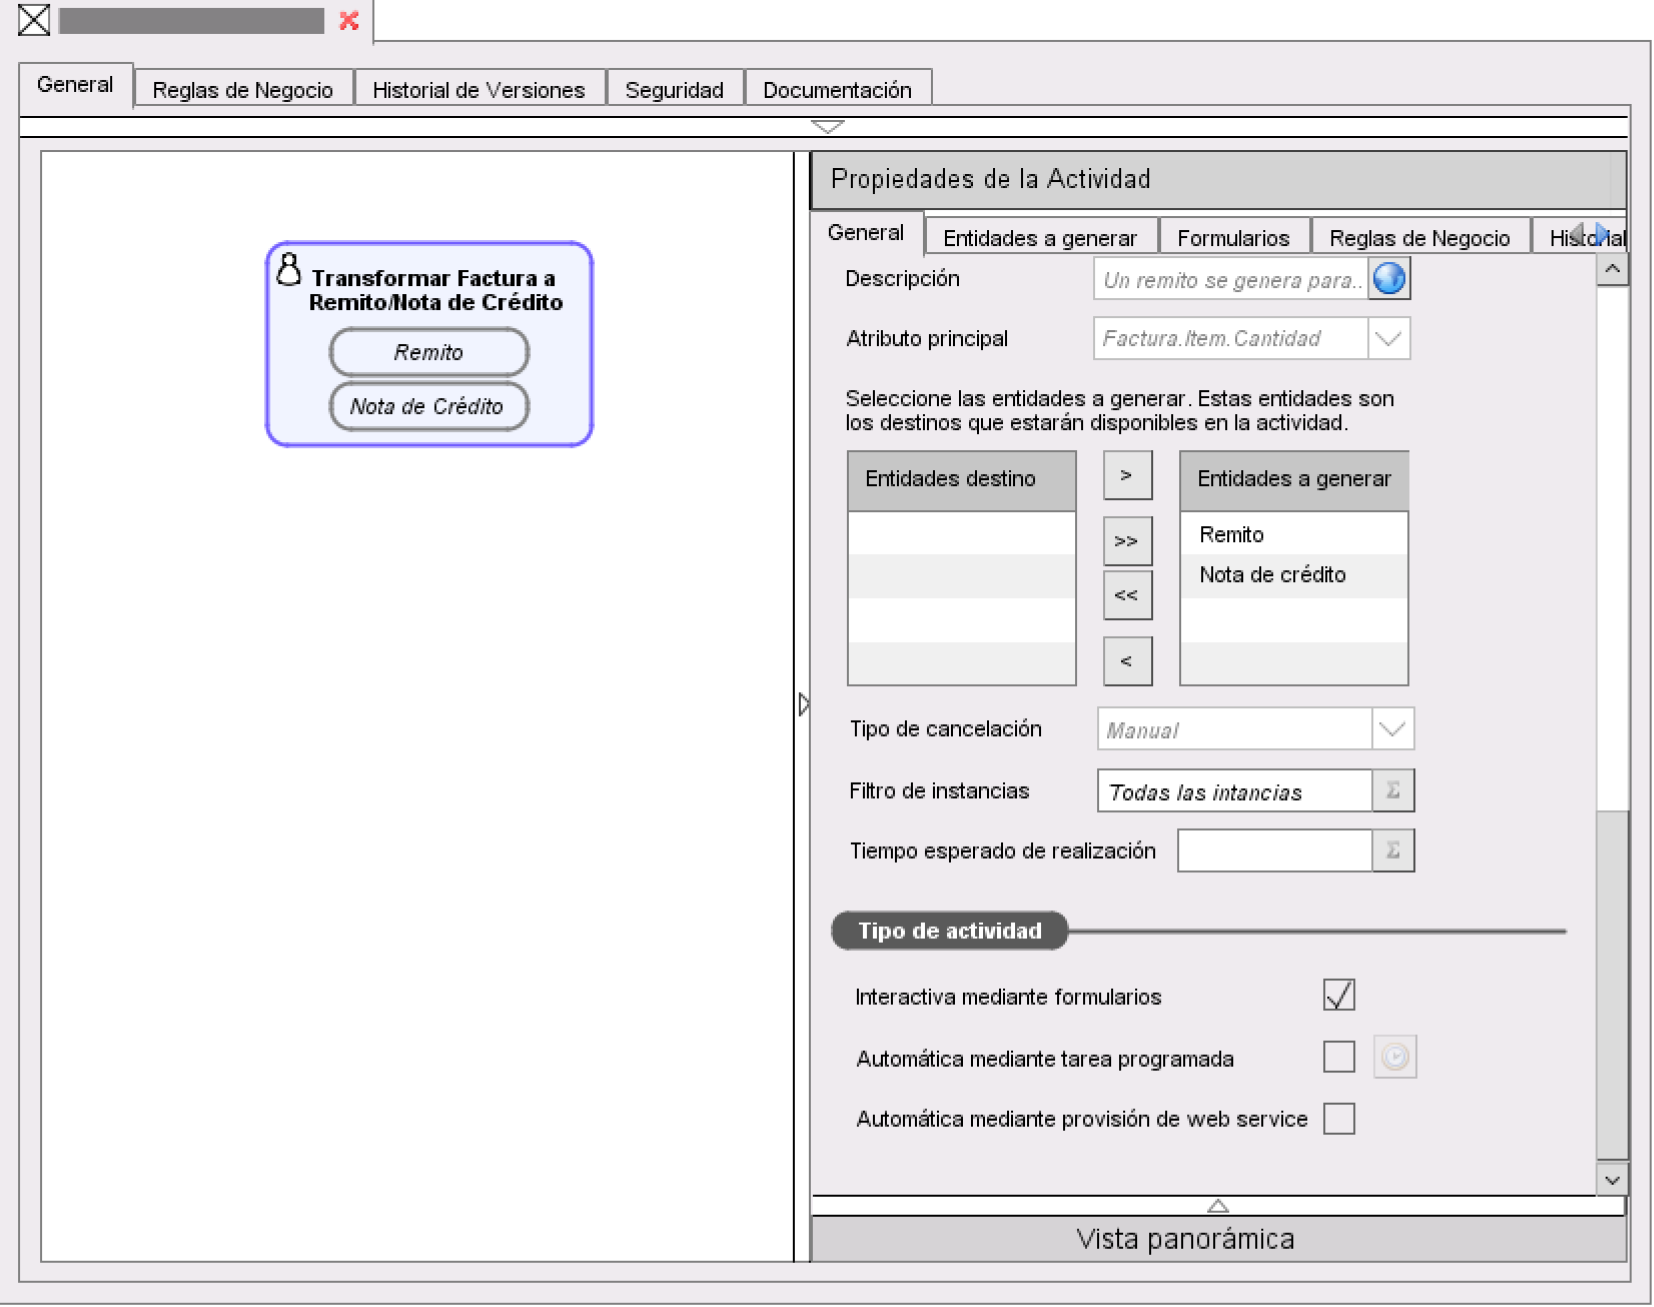 General
Reglas de Negocio
Historial de Versiones
Seguridad
Documentación
Transformar Factura a
Remito/Nota de Crédito
Remito
Nota de Crédito
Propiedades de la Actividad
General
Entidades a generar
Formularios
Reglas de Negocio
Historial
Descripción
Un remito se genera para..
Atributo principal
Factura.Item.Cantidad
Seleccione las entidades a generar. Estas entidades son
los destinos que estarán disponibles en la actividad.
Entidades destino
>
>>
<<
<
Entidades a generar
Remito
Nota de crédito
Tipo de cancelación
Manual
Filtro de instancias
Todas las intancias
Σ
Tiempo esperado de realización
Σ
Tipo de actividad
Interactiva mediante formularios
Automática mediante tarea programada
Automática mediante provisión de web service
Vista panorámica